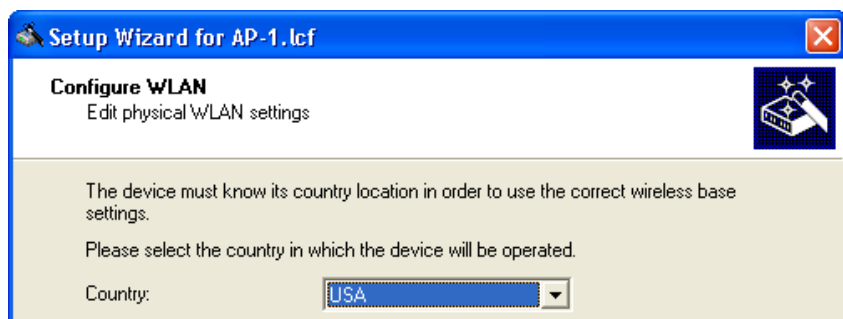 Setup Wizard for AP-1.lcf
Configure WLAN
Edit physical WLAN settings
The device must know its country location in order to use the correct wireless base
settings.
Please select the country in which the device will be operated.
Country:
USA